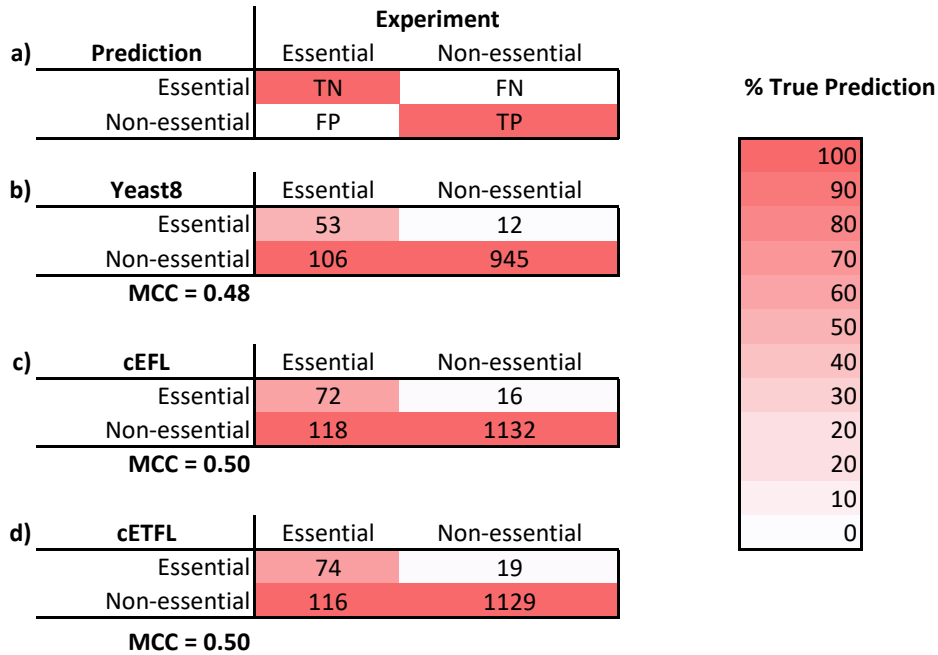 Experiment
a) Prediction Essential Non-essential
Essential TN FN
Non-essential FP TP
b) Yeast8 Essential Non-essential
Essential 53 12
Non-essential 106 945
MCC = 0.48
c) cEFL Essential Non-essential
Essential 72 16
Non-essential 118 1132
MCC = 0.50
d) cETFL Essential Non-essential
Essential 74 19
Non-essential 116 1129
MCC = 0.50
% True Prediction
100
90
80
70
60
50
40
30
20
20
10
0